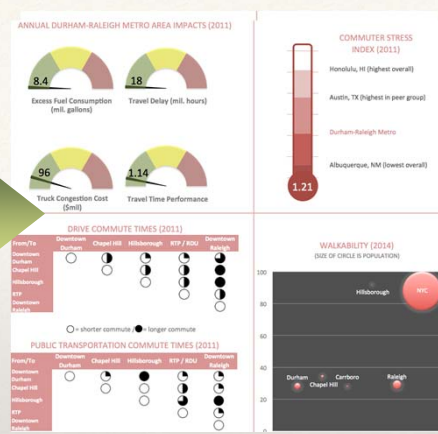 ANNUAL DURHAM-RALEIGH METRO AREA IMPACTS (2011)
8.4
Excess Fuel Consumption
(mil. gallons)
18
Travel Delay (mil. hours)
96
Truck Congestion Cost
($mil)
1.14
Travel Time Performance
COMMUTER STRESS
INDEX (2011)
Honolulu, HI (highest overall)
Austin, TX (highest in peer group)
Durham-Raleigh Metro
Albuquerque, NM (lowest overall)
1.21
DRIVE COMMUTE TIMES (2011)
From/To Downtown Durham Chapel Hill Hillsborough RTP / RDU Downtown Raleigh
Downtown
Durham
Chapel Hill
Hillsborough
RTP
Downtown
Raleigh
= shorter commute / = longer commute
PUBLIC TRANSPORTATION COMMUTE TIMES (2011)
From/To Downtown Durham Chapel Hill Hillsborough RTP / RDU Downtown Raleigh
Downtown
Durham
Chapel Hill
Hillsborough
RTP
Downtown
Raleigh
WALKABILITY (2014)
(SIZE OF CIRCLE IS POPULATION)
100
80
60
40
20
0
Hillsborough
NYC
Durham
Chapel Hill
Carrboro
Raleigh